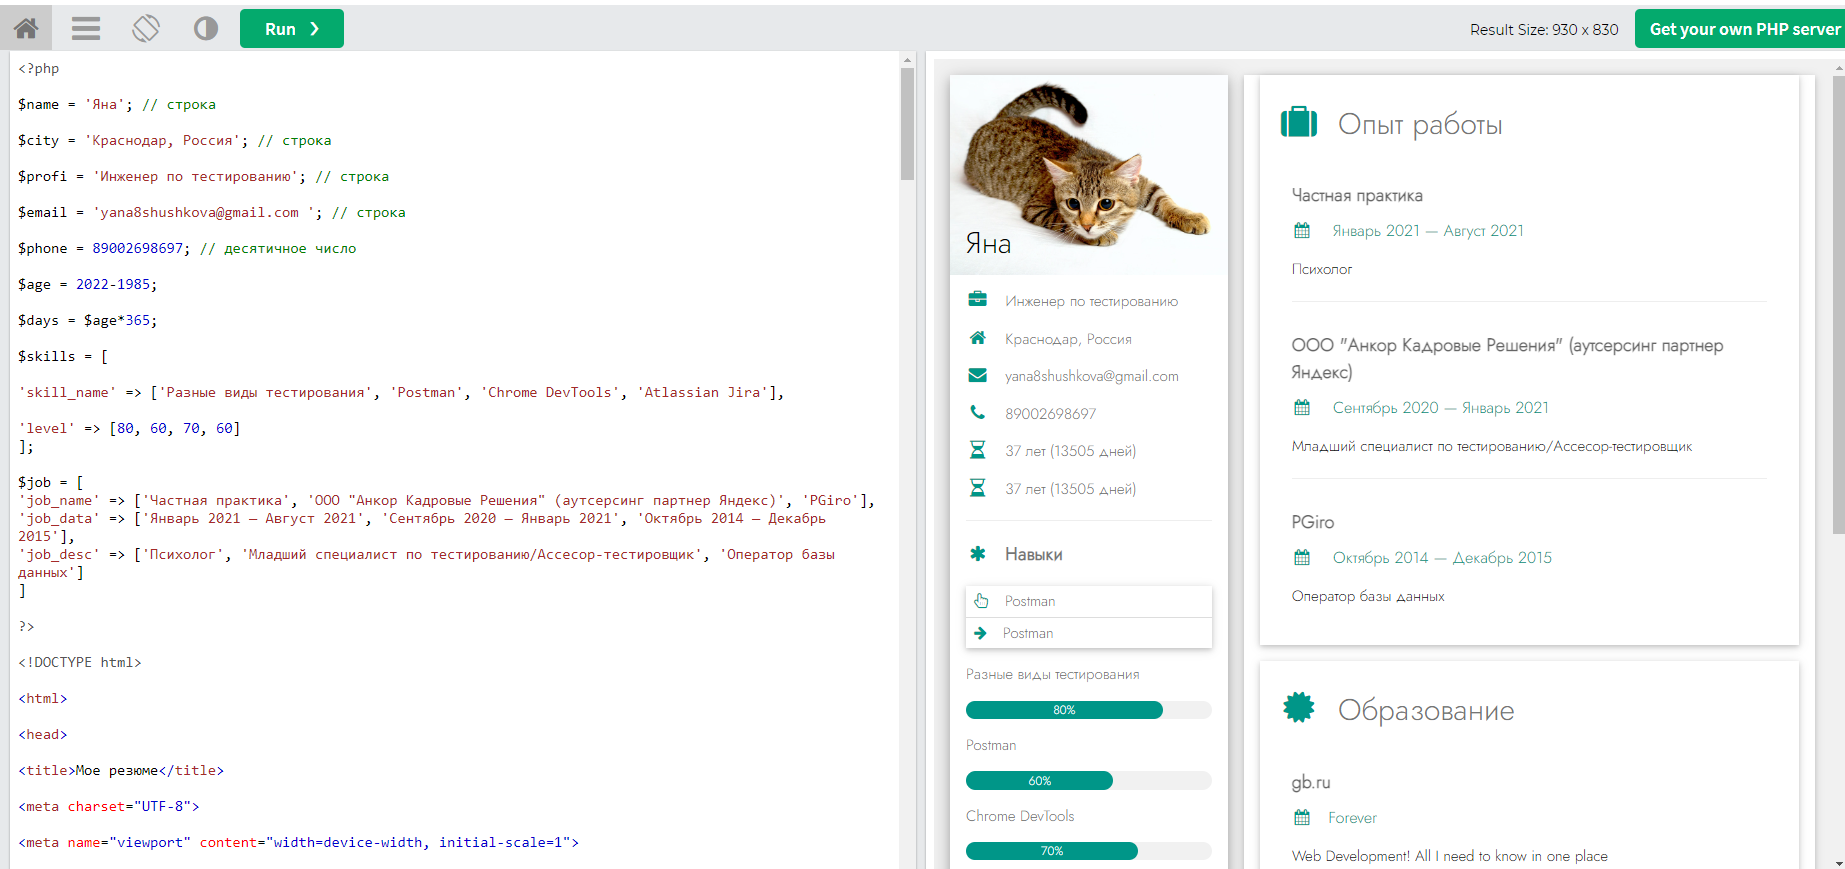 Run ❯
Result Size: 930 x 830
Get your own PHP server
<?php
$name = 'Яна'; // строка
$city = 'Краснодар, Россия'; // строка
$profi = 'Инженер по тестированию'; // строка
$email = 'yana8shushkova@gmail.com '; // строка
$phone = 89002698697; // десятичное число
$age = 2022-1985;
$days = $age*365;
$skills = [
'skill_name' => ['Разные виды тестирования', 'Postman', 'Chrome DevTools', 'Atlassian Jira'],
'level' => [80, 60, 70, 60]
];
$job = [
'job_name' => ['Частная практика', 'ООО "Анкор Кадровые Решения" (аутсерсинг партнер Яндекс)', 'PGiro'],
'job_data' => ['Январь 2021 — Август 2021', 'Сентябрь 2020 — Январь 2021', 'Октябрь 2014 — Декабрь
2015'],
'job_desc' => ['Психолог', 'Младший специалист по тестированию/Ассесор-тестировщик', 'Оператор базы
данных']
]
?>
<!DOCTYPE html>
<html>
<head>
<title>Мое резюме</title>
<meta charset="UTF-8">
<meta name="viewport" content="width=device-width, initial-scale=1">
Яна
Инженер по тестированию
Краснодар, Россия
yana8shushkova@gmail.com
89002698697
37 лет (13505 дней)
37 лет (13505 дней)
Навыки
Postman
Postman
Разные виды тестирования
80%
Postman
60%
Chrome DevTools
70%
Опыт работы
Частная практика
Январь 2021 — Август 2021
Психолог
ООО "Анкор Кадровые Решения" (аутсерсинг партнер
Яндекс)
Сентябрь 2020 — Январь 2021
Младший специалист по тестированию/Ассесор-тестировщик
PGiro
Октябрь 2014 — Декабрь 2015
Оператор базы данных
Образование
gb.ru
Forever
Web Development! All I need to know in one place